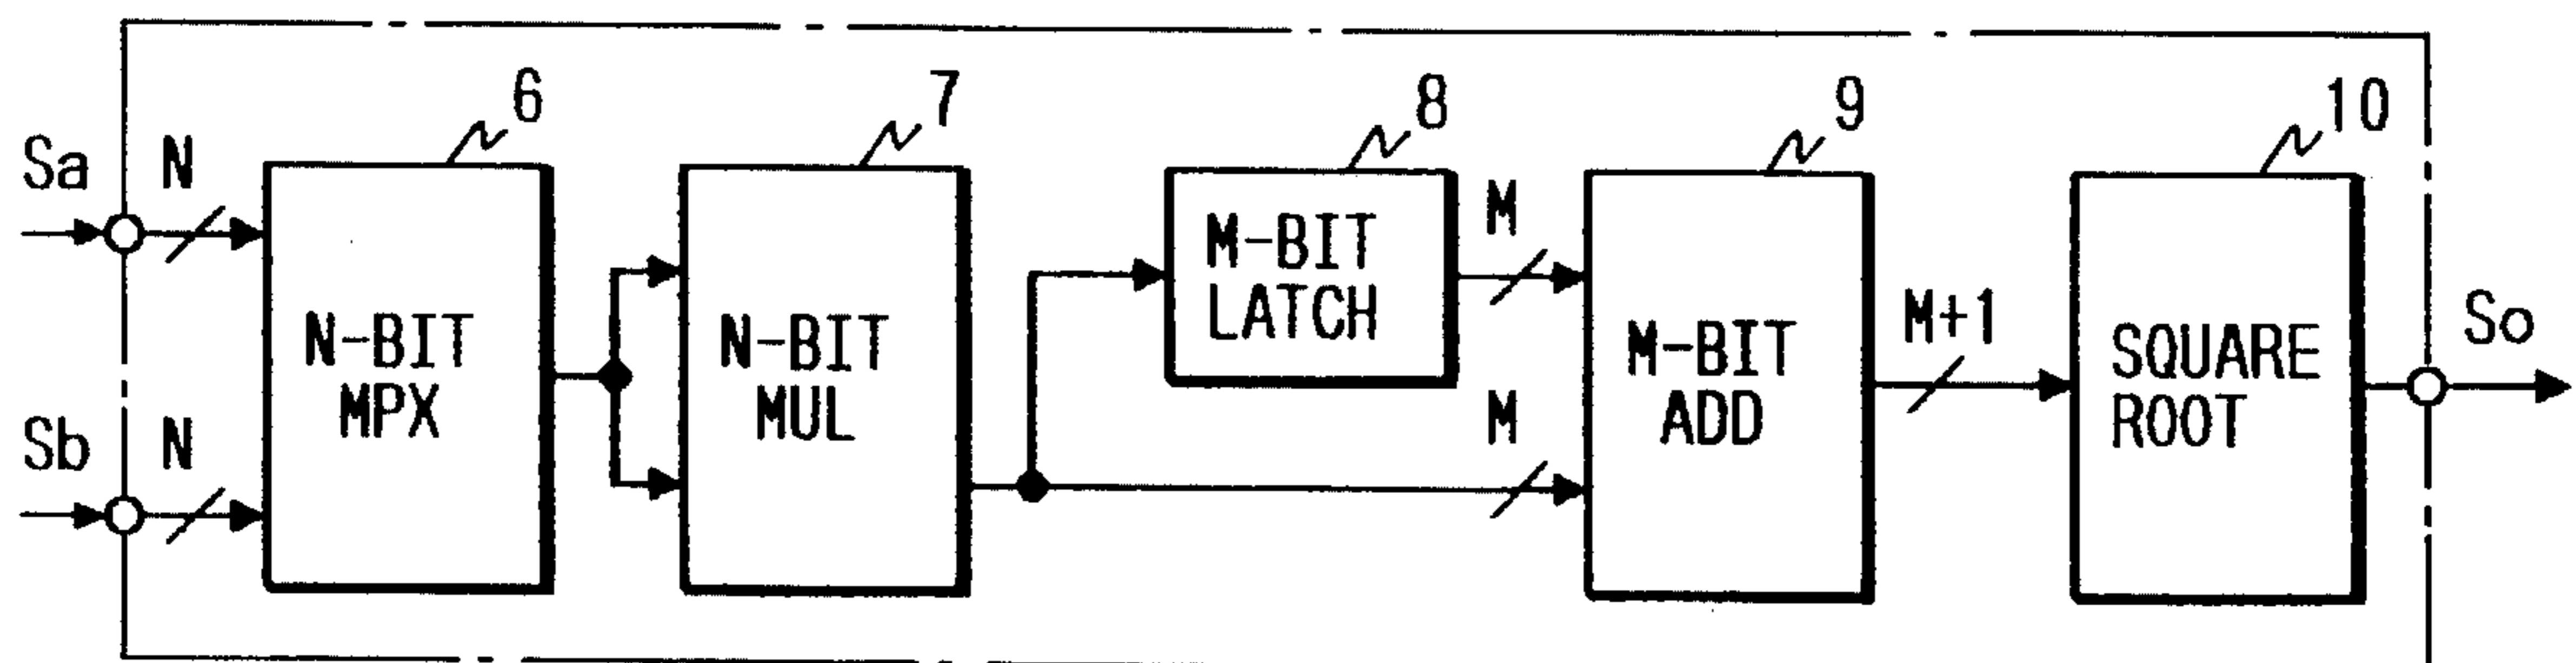 6
7
8
9
10
Sa
N
Sb
N
N-BIT
MPX
N-BIT
MUL
M-BIT
LATCH
M
M
M-BIT
ADD
M+1
SQUARE
ROOT
So